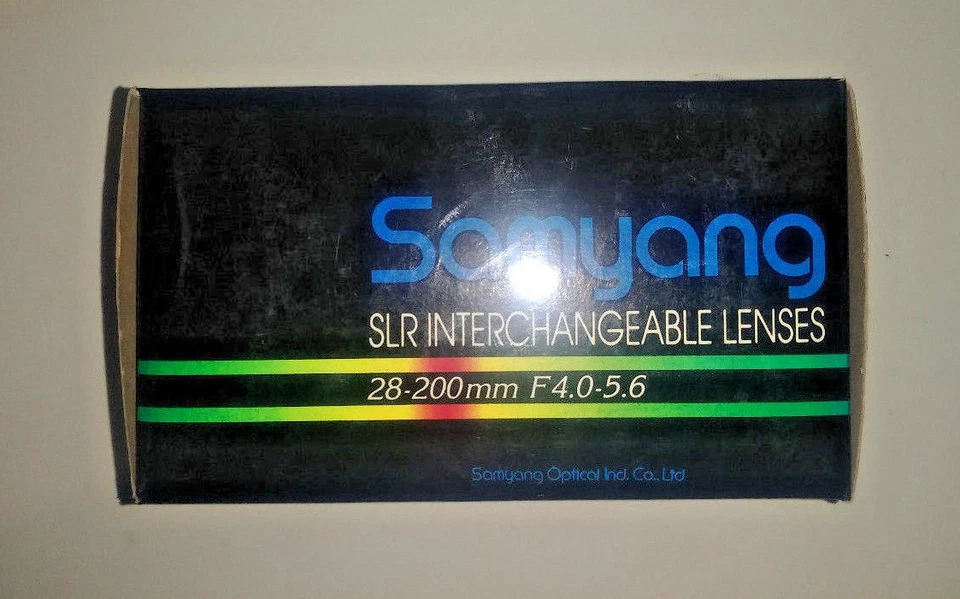 Samyang
SLR INTERCHANGEABLE LENSES
28-200mm F4.0-5.6
Samyang Optical Ind. Co., Ltd